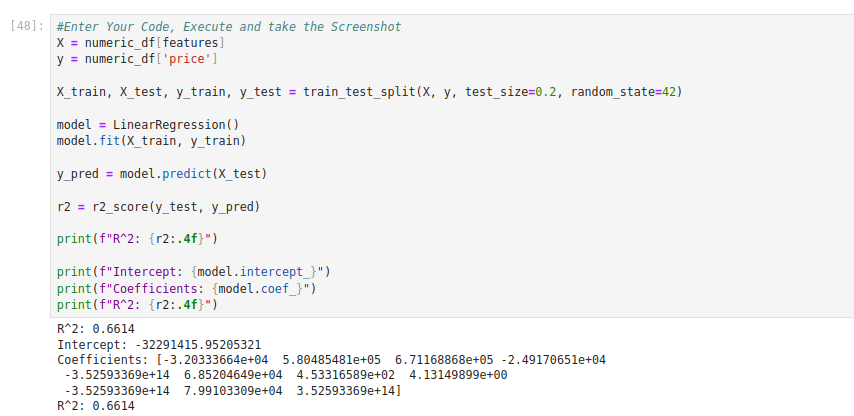 [48]: #Enter Your Code, Execute and take the Screenshot
X = numeric_df[features]
y = numeric_df['price']
X_train, X_test, y_train, y_test = train_test_split(X, y, test_size=0.2, random_state=42)
model = LinearRegression()
model.fit(X_train, y_train)
y_pred = model.predict(X_test)
r2 = r2_score(y_test, y_pred)
print(f"R^2: {r2:.4f}")
print(f"Intercept: {model.intercept_}")
print(f"Coefficients: {model.coef_}")
print(f"R^2: {r2:.4f}")
R^2: 0.6614
Intercept: -32291415.95205321
Coefficients: [-3.20333664e+04  5.80485481e+05  6.71168868e+05 -2.49170651e+04
 -3.52593369e+14  6.85204649e+04  4.53316589e+02  4.13149899e+00
 -3.52593369e+14  7.99103309e+04  3.52593369e+14]
R^2: 0.6614